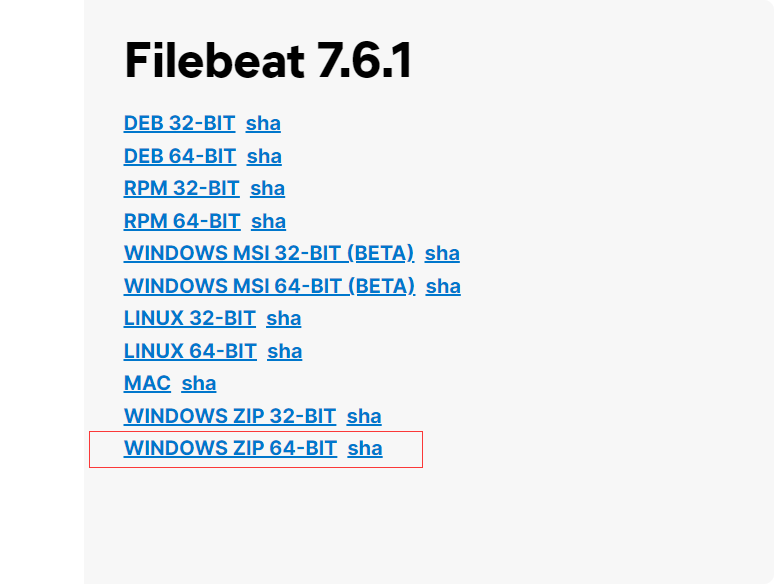 Filebeat 7.6.1
DEB 32-BIT sha
DEB 64-BIT sha
RPM 32-BIT sha
RPM 64-BIT sha
WINDOWS MSI 32-BIT (BETA) sha
WINDOWS MSI 64-BIT (BETA) sha
LINUX 32-BIT sha
LINUX 64-BIT sha
MAC sha
WINDOWS ZIP 32-BIT sha
WINDOWS ZIP 64-BIT sha